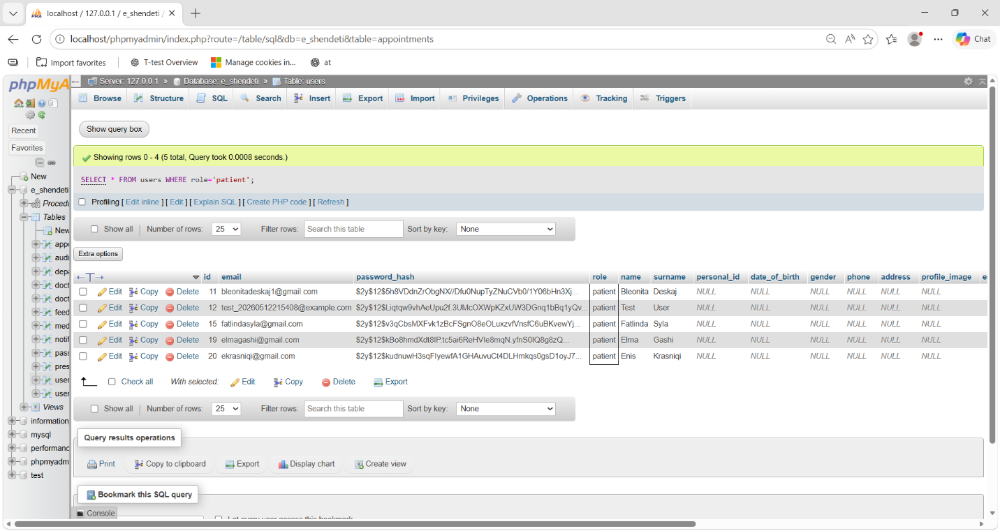 localhost / 127.0.0.1 / e_shendeti /
localhost/phpmyadmin/index.php?route=/table/sql&db=e_shendeti&table=appointments
Chat
Import favorites
T-test Overview
Manage cookies in...
at
phpMyA
Server: 127.0.0.1 » Database: e_shendeti » Table: users
Browse Structure SQL Search Insert Export Import Privileges Operations Tracking Triggers
Recent
Favorites
New
e_shendeti
Procedu
Tables
New
appo
audi
depa
doct
doct
feed
med
notif
pass
pres
user
user
Views
information
mysql
performanc
phpmyadm
test
Show query box
Showing rows 0 - 4 (5 total, Query took 0.0008 seconds.)
SELECT * FROM users WHERE role='patient';
Profiling [ Edit inline ] [ Edit ] [ Explain SQL ] [ Create PHP code ] [ Refresh ]
Show all Number of rows: 25 Filter rows: Search this table Sort by key: None
Extra options
id email password_hash role name surname personal_id date_of_birth gender phone address profile_image
Edit Copy Delete 11 bleonitadeskaj1@gmail.com $2y$12$5h8VDdnZrObgNX//Dfu0NupTyZNuCVb0/1Y06bHn3Xj... patient Bleonita Deskaj NULL NULL NULL NULL NULL NULL
Edit Copy Delete 12 test_20260512215408@example.com $2y$12$Liqtqw9vhAeUpu2f.3UMcOXWpKZxUW3DGnq1bBq1yQv... patient Test User NULL NULL NULL NULL NULL NULL
Edit Copy Delete 15 fatlindasyla@gmail.com $2y$12$v3qCbsMXFvk1zBcFSgnO8eOLuxzvfVnsfC6uBKvewYj... patient Fatlinda Syla NULL NULL NULL NULL NULL NULL
Edit Copy Delete 19 elmagashi@gmail.com $2y$12$kBo8hmdXdt8IP.tc5ai6ReHVIe8mqN.yfnS0IQ8g8zQ... patient Elma Gashi NULL NULL NULL NULL NULL NULL
Edit Copy Delete 20 ekrasniqi@gmail.com $2y$12$kudnuwH3sqFIyewfA1GHAuvuCt4DLHmkqs0gsD1oyJ7... patient Enis Krasniqi NULL NULL NULL NULL NULL NULL
Check all With selected: Edit Copy Delete Export
Show all Number of rows: 25 Filter rows: Search this table Sort by key: None
Query results operations
Print Copy to clipboard Export Display chart Create view
Bookmark this SQL query
Console
Let every user access this bookmark